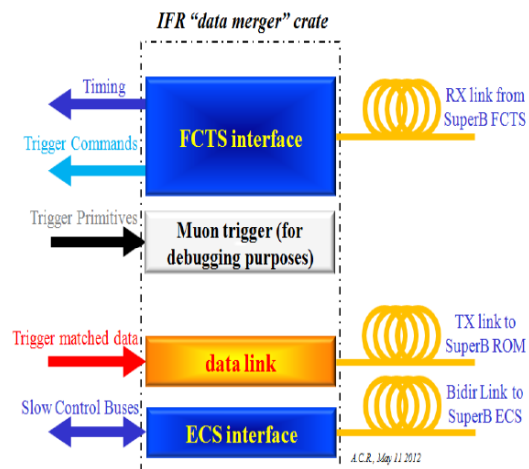 IFR “data merger” crate
Timing
Trigger Commands
FCTS interface
RX link from
SuperB FCTS
Trigger Primitives
Muon trigger (for
debugging purposes)
Trigger matched data
data link
TX link to
SuperB ROM
Slow Control Buses
ECS interface
Bidir Link to
SuperB ECS
A.C.R., May 11 2012